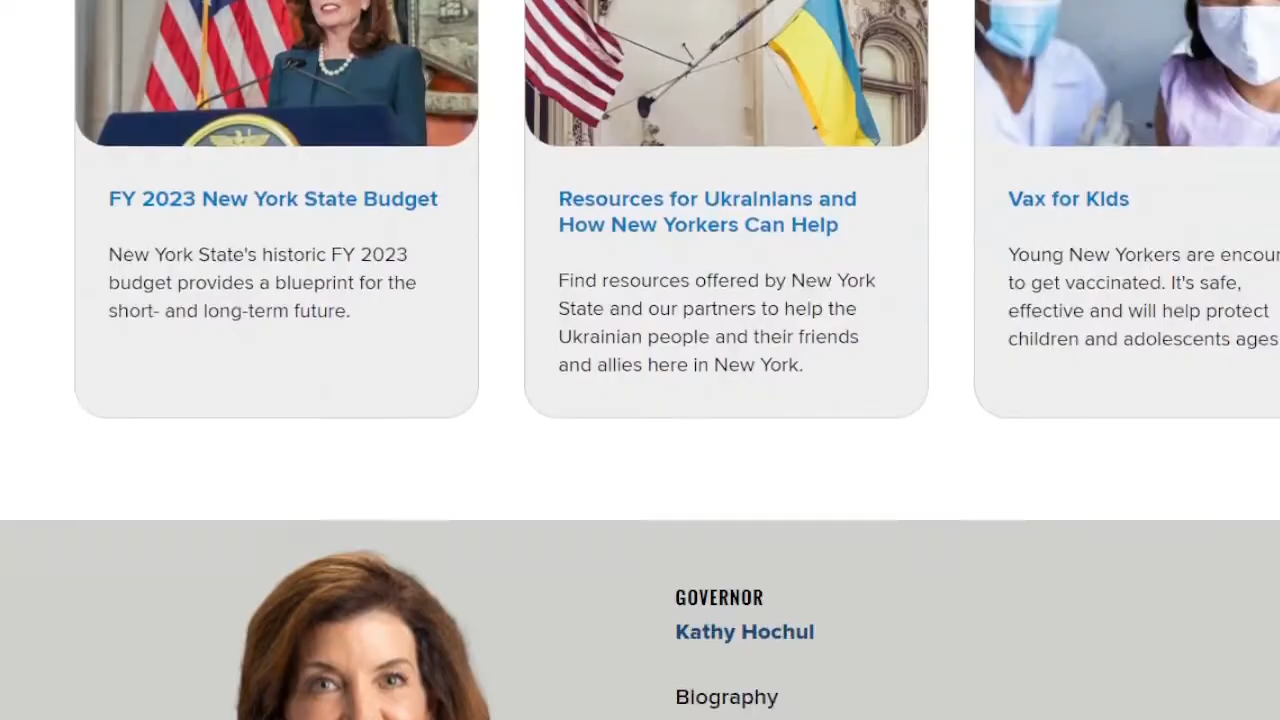 FY 2023 New York State Budget
New York State's historic FY 2023
budget provides a blueprint for the
short- and long-term future.
Resources for Ukrainians and
How New Yorkers Can Help
Find resources offered by New York
State and our partners to help the
Ukrainian people and their friends
and allies here in New York.
Vax for Kids
Young New Yorkers are encour
to get vaccinated. It's safe,
effective and will help protect
children and adolescents ages
GOVERNOR
Kathy Hochul
Biography